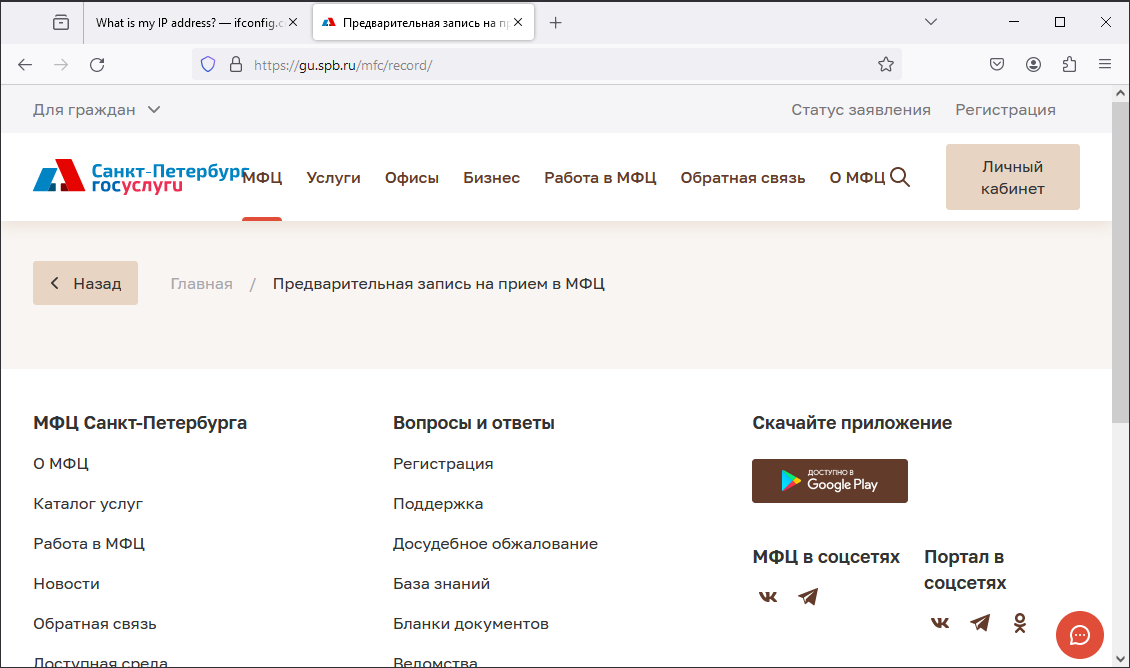 What is my IP address? — ifconfig.c
Предварительная запись на пр
https://gu.spb.ru/mfc/record/
Для граждан
Статус заявления
Регистрация
Санкт-Петербург
госуслуги
МФЦ
Услуги
Офисы
Бизнес
Работа в МФЦ
Обратная связь
О МФЦ
Личный
кабинет
Назад
Главная / Предварительная запись на прием в МФЦ
МФЦ Санкт-Петербурга
О МФЦ
Каталог услуг
Работа в МФЦ
Новости
Обратная связь
Доступная среда
Вопросы и ответы
Регистрация
Поддержка
Досудебное обжалование
База знаний
Бланки документов
Ведомства
Скачайте приложение
ДОСТУПНО В
Google Play
МФЦ в соцсетях
Портал в
соцсетях